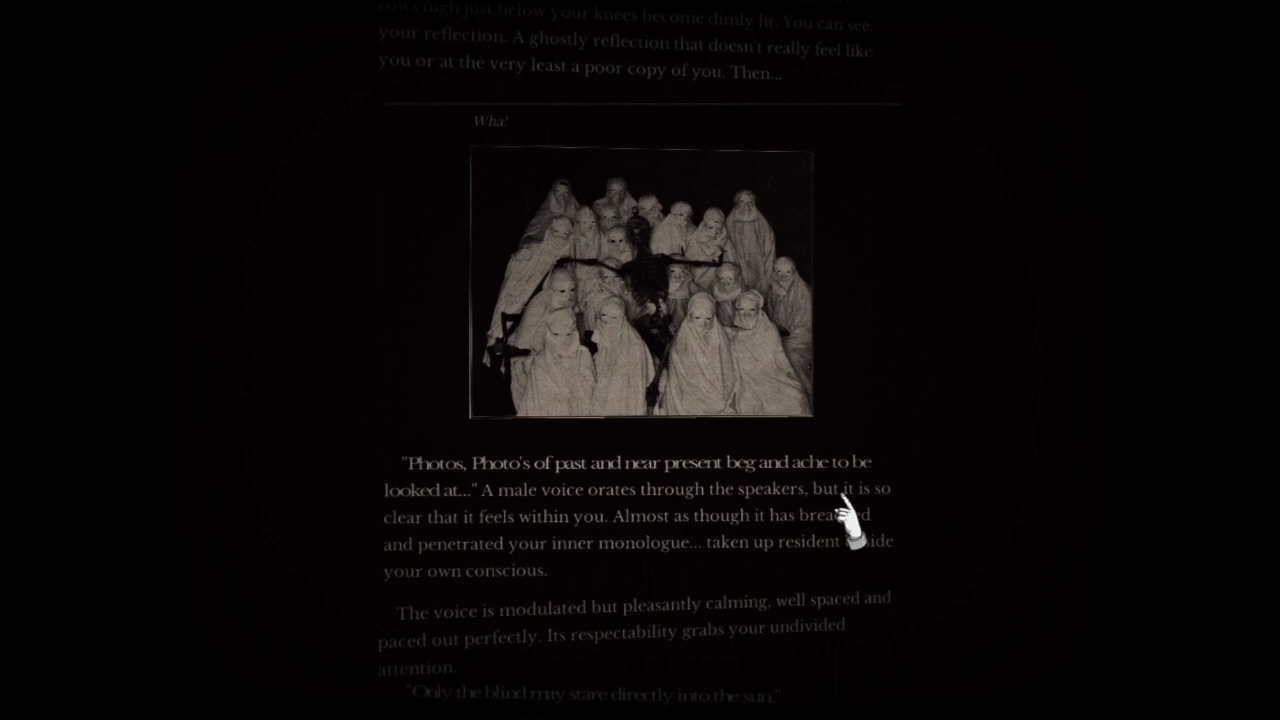 rows high just below your knees become dimly lit. You can see
your reflection. A ghostly reflection that doesn't really feel like
you or at the very least a poor copy of you. Then...
Wha!
"Photos, Photo's of past and near present beg and ache to be
looked at..." A male voice orates through the speakers, but it is so
clear that it feels within you. Almost as though it has
and penetrated your inner monologue... taken up resident
your own conscious.
The voice is modulated but pleasantly calming, well spaced and
paced out perfectly. Its respectability grabs your undivided
attention.
"Only the blind may stare directly into the sun."